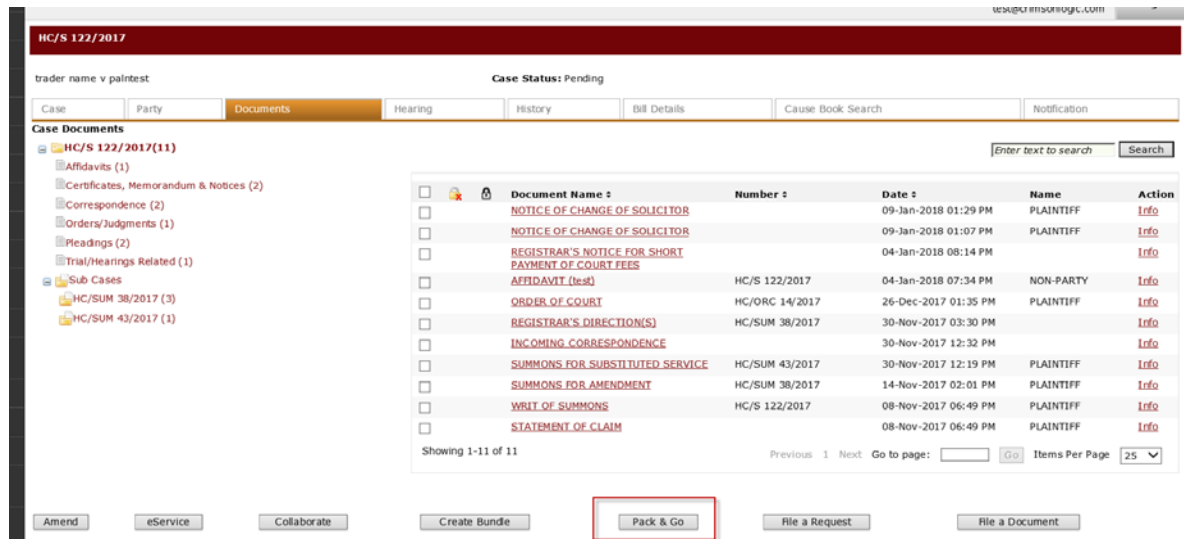 test@crimsonlogic.com
HC/S 122/2017
trader name v palntest Case Status: Pending
Case Party Documents Hearing History Bill Details Cause Book Search Notification
Case Documents
HC/S 122/2017(11)
Affidavits (1)
Certificates, Memorandum & Notices (2)
Correspondence (2)
Orders/Judgments (1)
Pleadings (2)
Trial/Hearings Related (1)
Sub Cases
HC/SUM 38/2017 (3)
HC/SUM 43/2017 (1)
Enter text to search Search
Document Name Number Date Name Action
NOTICE OF CHANGE OF SOLICITOR 09-Jan-2018 01:29 PM PLAINTIFF Info
NOTICE OF CHANGE OF SOLICITOR 09-Jan-2018 01:07 PM PLAINTIFF Info
REGISTRAR'S NOTICE FOR SHORT 04-Jan-2018 08:14 PM Info
PAYMENT OF COURT FEES
AFFIDAVIT (test) HC/S 122/2017 04-Jan-2018 07:34 PM NON-PARTY Info
ORDER OF COURT HC/ORC 14/2017 26-Dec-2017 01:35 PM PLAINTIFF Info
REGISTRAR'S DIRECTION(S) HC/SUM 38/2017 30-Nov-2017 03:30 PM Info
INCOMING CORRESPONDENCE 30-Nov-2017 12:32 PM Info
SUMMONS FOR SUBSTITUTED SERVICE HC/SUM 43/2017 30-Nov-2017 12:19 PM PLAINTIFF Info
SUMMONS FOR AMENDMENT HC/SUM 38/2017 14-Nov-2017 02:01 PM PLAINTIFF Info
WRIT OF SUMMONS HC/S 122/2017 08-Nov-2017 06:49 PM PLAINTIFF Info
STATEMENT OF CLAIM 08-Nov-2017 06:49 PM PLAINTIFF Info
Showing 1-11 of 11 Previous 1 Next Go to page: Go Items Per Page 25
Amend eService Collaborate Create Bundle Pack & Go File a Request File a Document